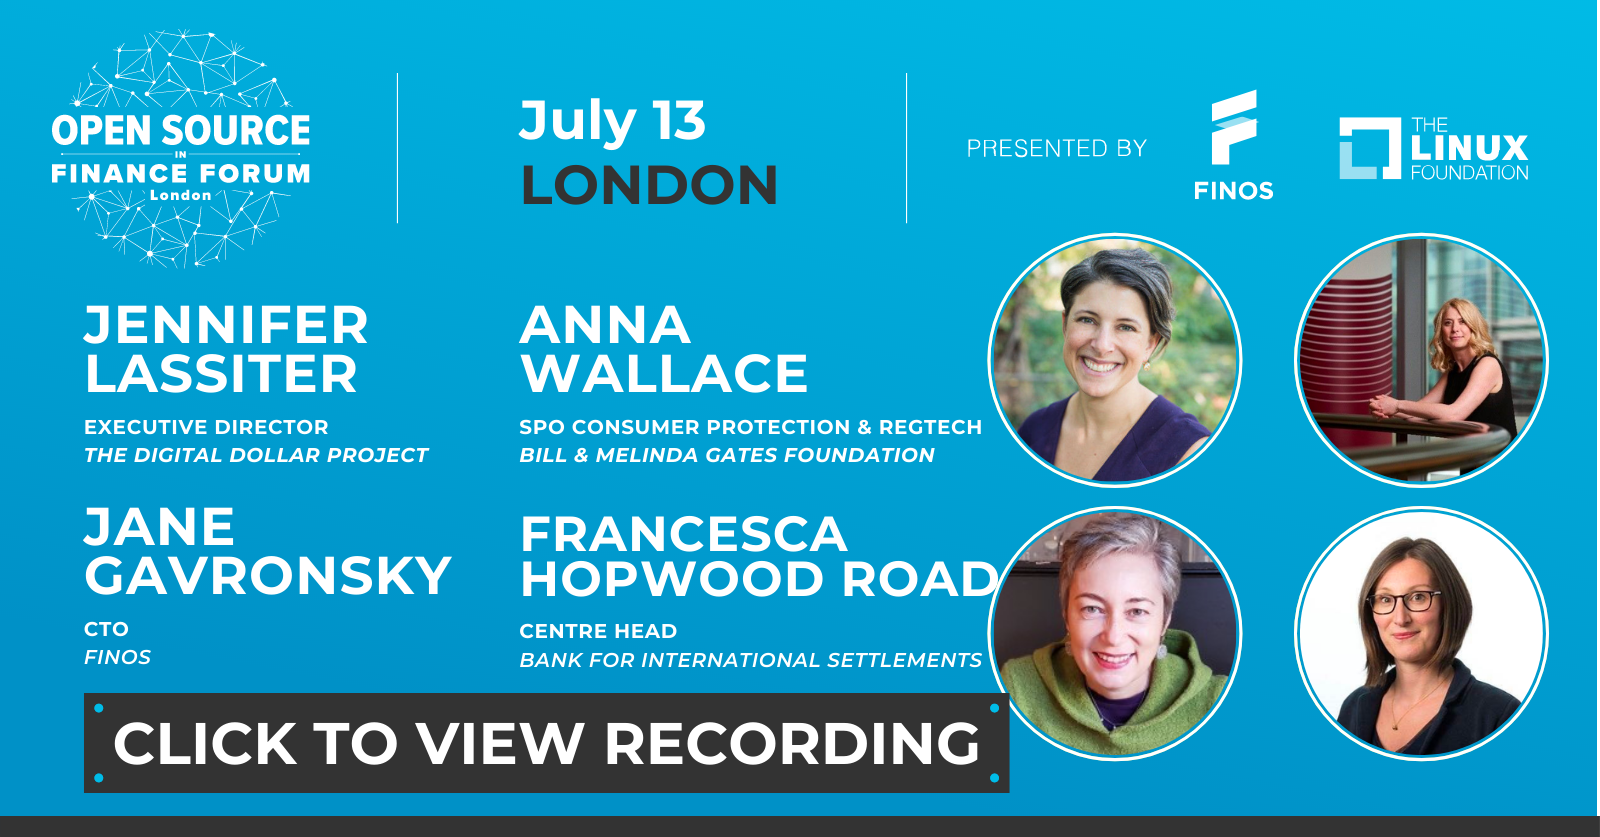 OPEN SOURCE
IN
FINANCE FORUM
London
July 13
LONDON
PRESENTED BY
FINOS
THE
LINUX
FOUNDATION
JENNIFER
LASSITER
EXECUTIVE DIRECTOR
THE DIGITAL DOLLAR PROJECT
ANNA
WALLACE
SPO CONSUMER PROTECTION & REGTECH
BILL & MELINDA GATES FOUNDATION
JANE
GAVRONSKY
CTO
FINOS
FRANCESCA
HOPWOOD ROAD
CENTRE HEAD
BANK FOR INTERNATIONAL SETTLEMENTS
CLICK TO VIEW RECORDING